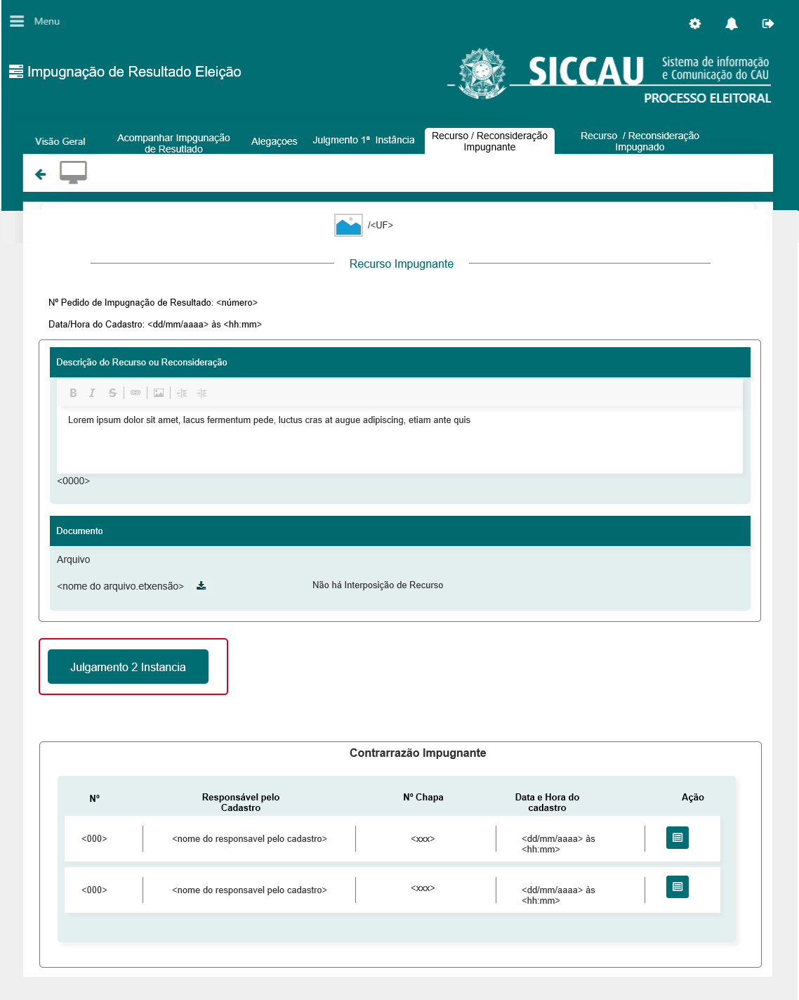 Menu
Impugnação de Resultado Eleição
SICCAU
Sistema de informação
e Comunicação do CAU
PROCESSO ELEITORAL
Visão Geral
Acompanhar Impgunação
de Resutlado
Alegaçoes
Julgmento 1ª Instância
Recurso / Reconsideração
Impugnante
Recurso / Reconsideração
Impugnado
/<UF>
Recurso Impugnante
Nº Pedido de Impugnação de Resultado: <número>
Data/Hora do Cadastro: <dd/mm/aaaa> às <hh:mm>
Descrição do Recurso ou Reconsideração
B I S
Lorem ipsum dolor sit amet, lacus fermentum pede, luctus cras at augue adipiscing, etiam ante quis
<0000>
Documento
Arquivo
<nome do arquivo.etxensão>
Não há Interposição de Recurso
Julgamento 2 Instancia
Contrarrazão Impugnante
Nº
Responsável pelo
Cadastro
Nº Chapa
Data e Hora do
cadastro
Ação
<000>
<nome do responsavel pelo cadastro>
<xxx>
<dd/mm/aaaa> às
<hh:mm>
<000>
<nome do responsavel pelo cadastro>
<xxx>
<dd/mm/aaaa> às
<hh:mm>